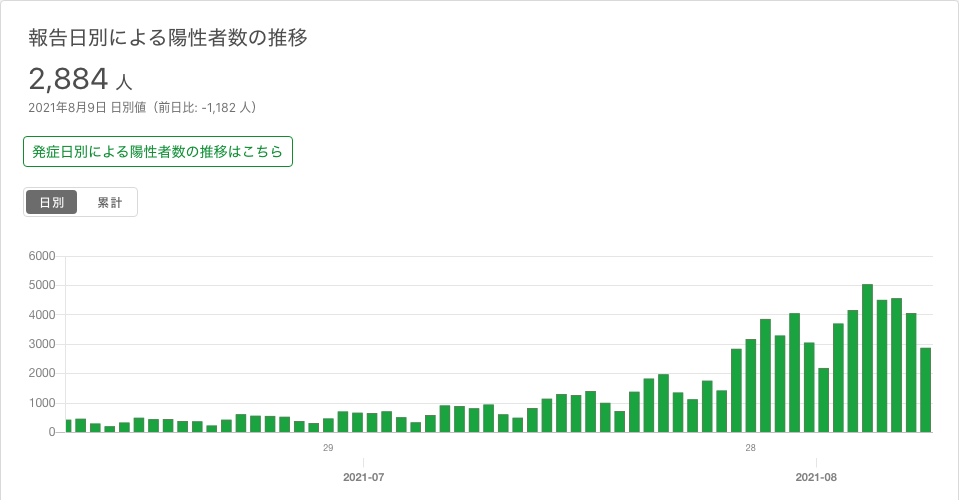 報告日別による陽性者数の推移
2,884 人
2021年8月9日 日別値（前日比: -1,182 人）
発症日別による陽性者数の推移はこちら
日別 累計
6000
5000
4000
3000
2000
1000
0
29 28
2021-07 2021-08